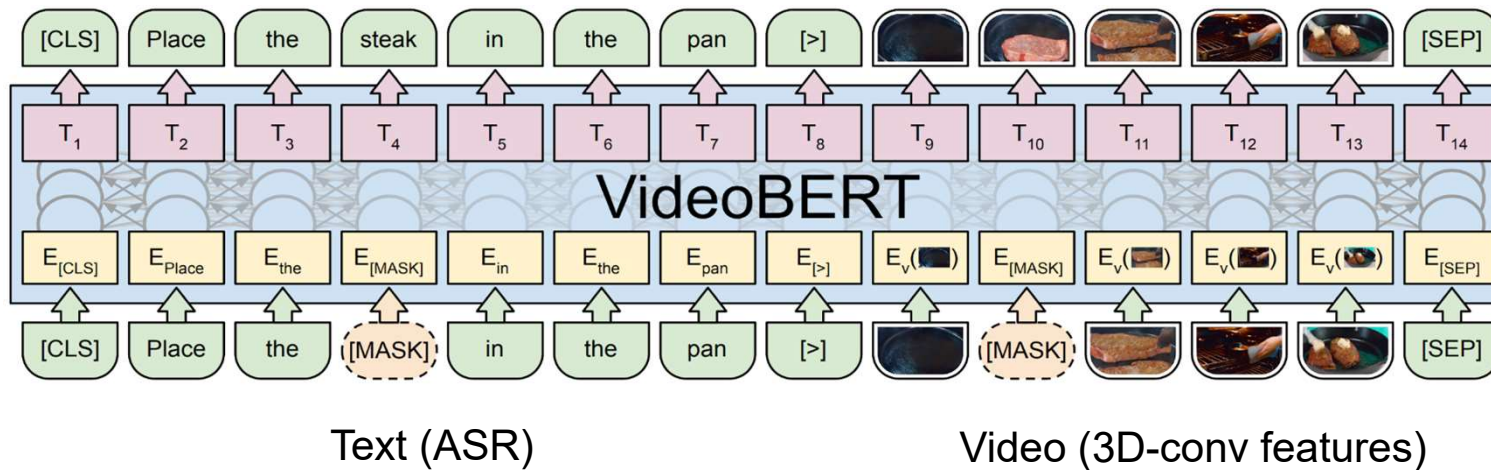 [CLS] Place the steak in the pan [>] [SEP]
T1 T2 T3 T4 T5 T6 T7 T8 T9 T10 T11 T12 T13 T14
VideoBERT
E[CLS] EPlace Ethe E[MASK] Ein Ethe Epan E[>] Ev( ) E[MASK] Ev( ) Ev( ) Ev( ) E[SEP]
[CLS] Place the [MASK] in the pan [>] [MASK] [SEP]
Text (ASR) Video (3D-conv features)